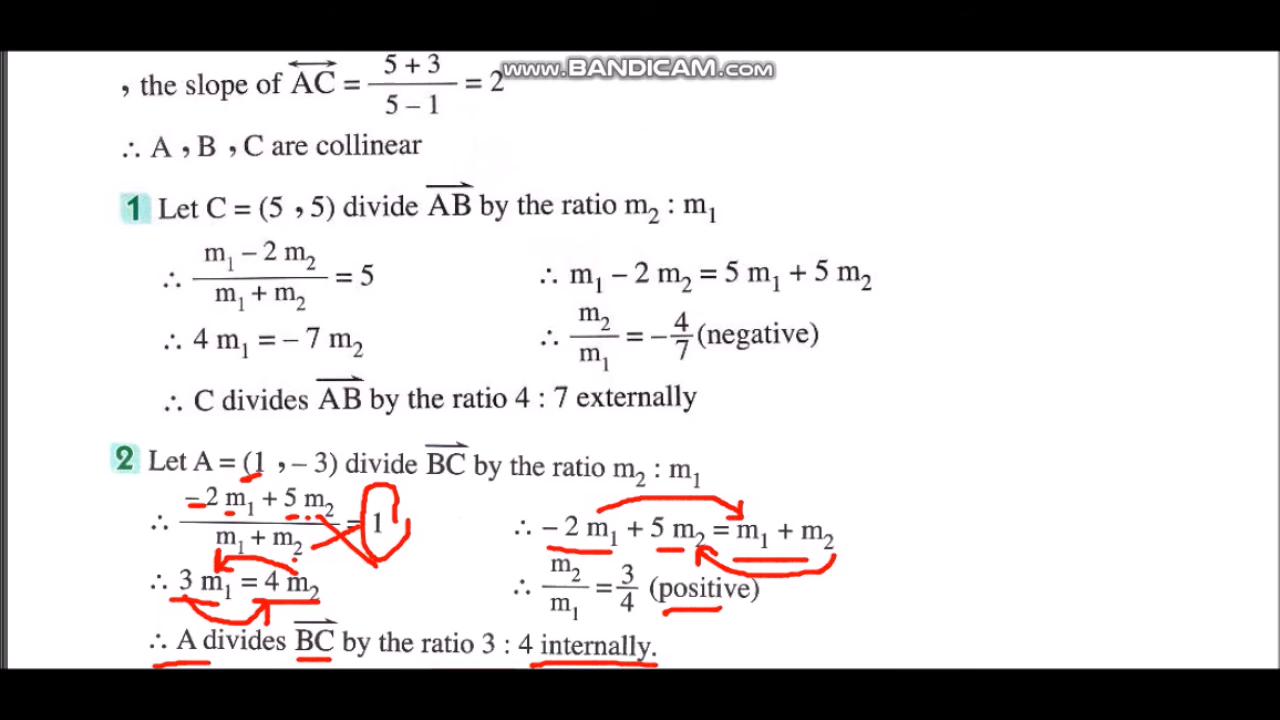 www.BANDICAM.com
, the slope of AC = (5 + 3)/(5 – 1) = 2
∴ A , B , C are collinear
1 Let C = (5 , 5) divide AB by the ratio m₂ : m₁
∴ (m₁ – 2 m₂)/(m₁ + m₂) = 5 ∴ m₁ – 2 m₂ = 5 m₁ + 5 m₂
∴ 4 m₁ = – 7 m₂ ∴ m₂/m₁ = – 4/7 (negative)
∴ C divides AB by the ratio 4 : 7 externally
2 Let A = (1 , – 3) divide BC by the ratio m₂ : m₁
∴ (– 2 m₁ + 5 m₂)/(m₁ + m₂) = 1 ∴ – 2 m₁ + 5 m₂ = m₁ + m₂
∴ 3 m₁ = 4 m₂ ∴ m₂/m₁ = 3/4 (positive)
∴ A divides BC by the ratio 3 : 4 internally.